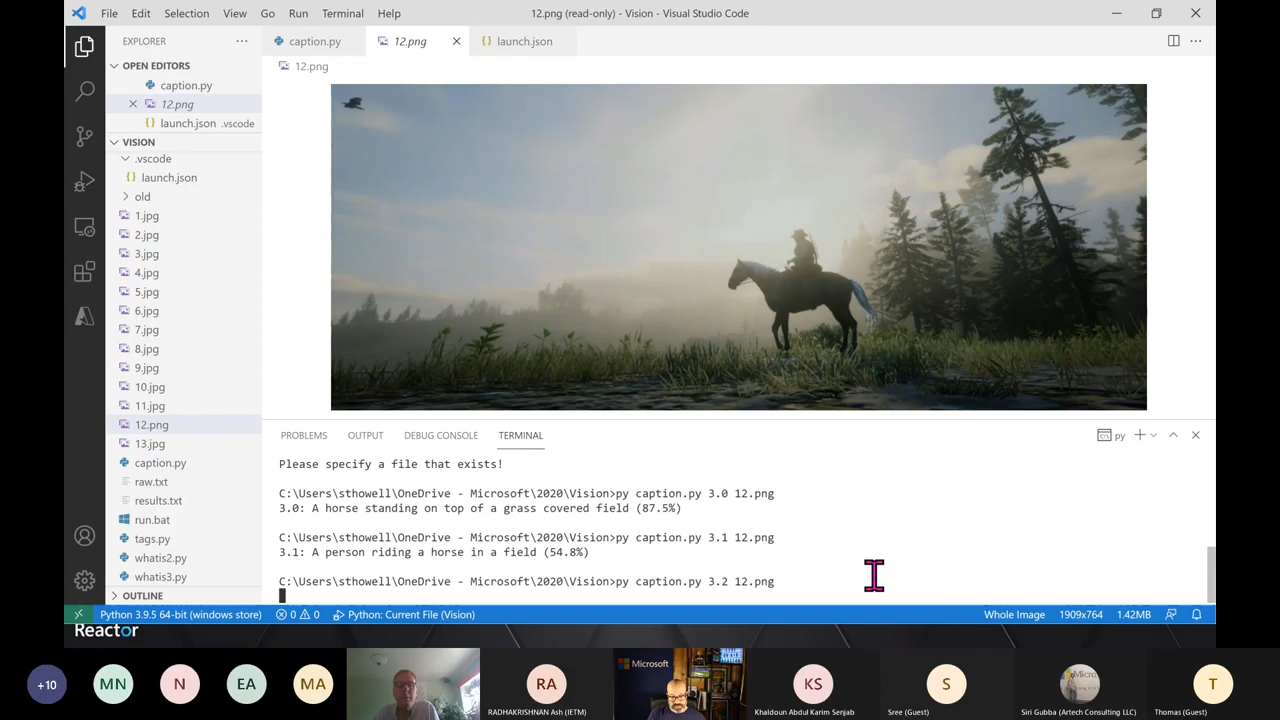 File Edit Selection View Go Run Terminal Help
12.png (read-only) - Vision - Visual Studio Code
EXPLORER
OPEN EDITORS
caption.py
12.png
launch.json .vscode
VISION
.vscode
launch.json
old
1.jpg
2.jpg
3.jpg
4.jpg
5.jpg
6.jpg
7.jpg
8.jpg
9.jpg
10.jpg
11.jpg
12.png
13.jpg
caption.py
raw.txt
results.txt
run.bat
tags.py
whatis2.py
whatis3.py
OUTLINE
caption.py
12.png
launch.json
12.png
PROBLEMS OUTPUT DEBUG CONSOLE TERMINAL
py
Please specify a file that exists!
C:\Users\sthowell\OneDrive - Microsoft\2020\Vision>py caption.py 3.0 12.png
3.0: A horse standing on top of a grass covered field (87.5%)
C:\Users\sthowell\OneDrive - Microsoft\2020\Vision>py caption.py 3.1 12.png
3.1: A person riding a horse in a field (54.8%)
C:\Users\sthowell\OneDrive - Microsoft\2020\Vision>py caption.py 3.2 12.png
Python 3.9.5 64-bit (windows store) 0 0 Python: Current File (Vision)
Whole Image 1909x764 1.42MB
Reactor
+10 MN N EA MA
RA
RADHAKRISHNAN Ash (IETM)
Microsoft
KS
Khaldoun Abdul Karim Senjab
S
Sree (Guest)
Siri Gubba (Artech Consulting LLC)
T
Thomas (Guest)